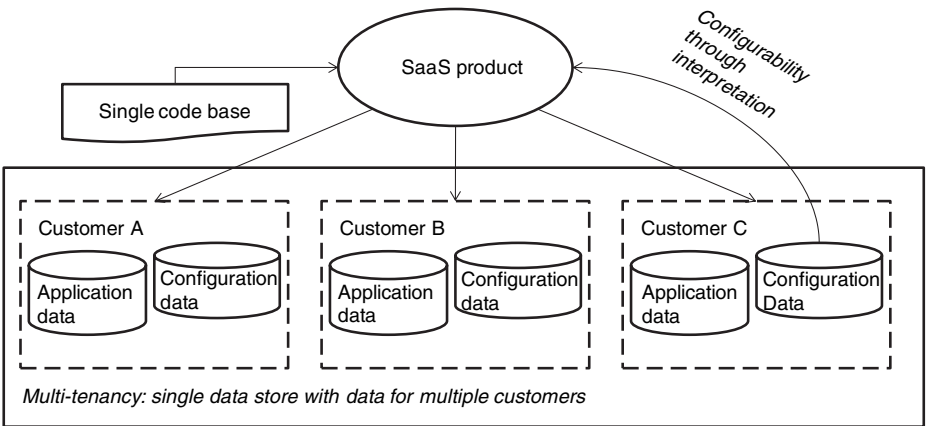 SaaS product
Configurability
through
interpretation
Single code base
Customer A
Application
data
Configuration
data
Customer B
Application
data
Configuration
data
Customer C
Application
data
Configuration
Data
Multi-tenancy: single data store with data for multiple customers